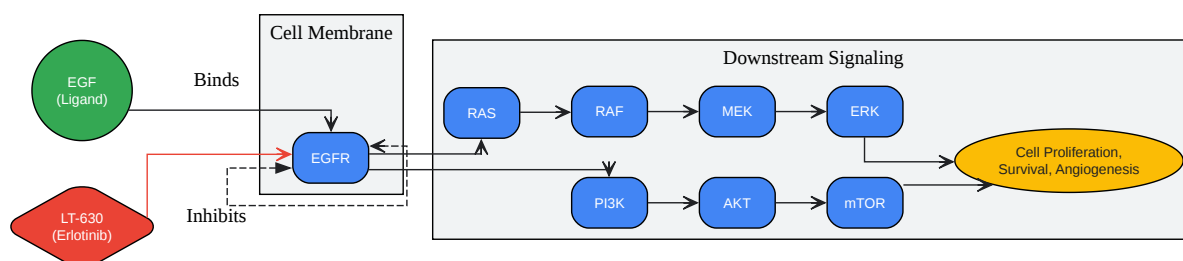 Cell Membrane
Downstream Signaling
EGF
(Ligand)
Binds
EGFR
LT-630
(Erlotinib)
Inhibits
RAS
RAF
MEK
ERK
PI3K
AKT
mTOR
Cell Proliferation,
Survival, Angiogenesis